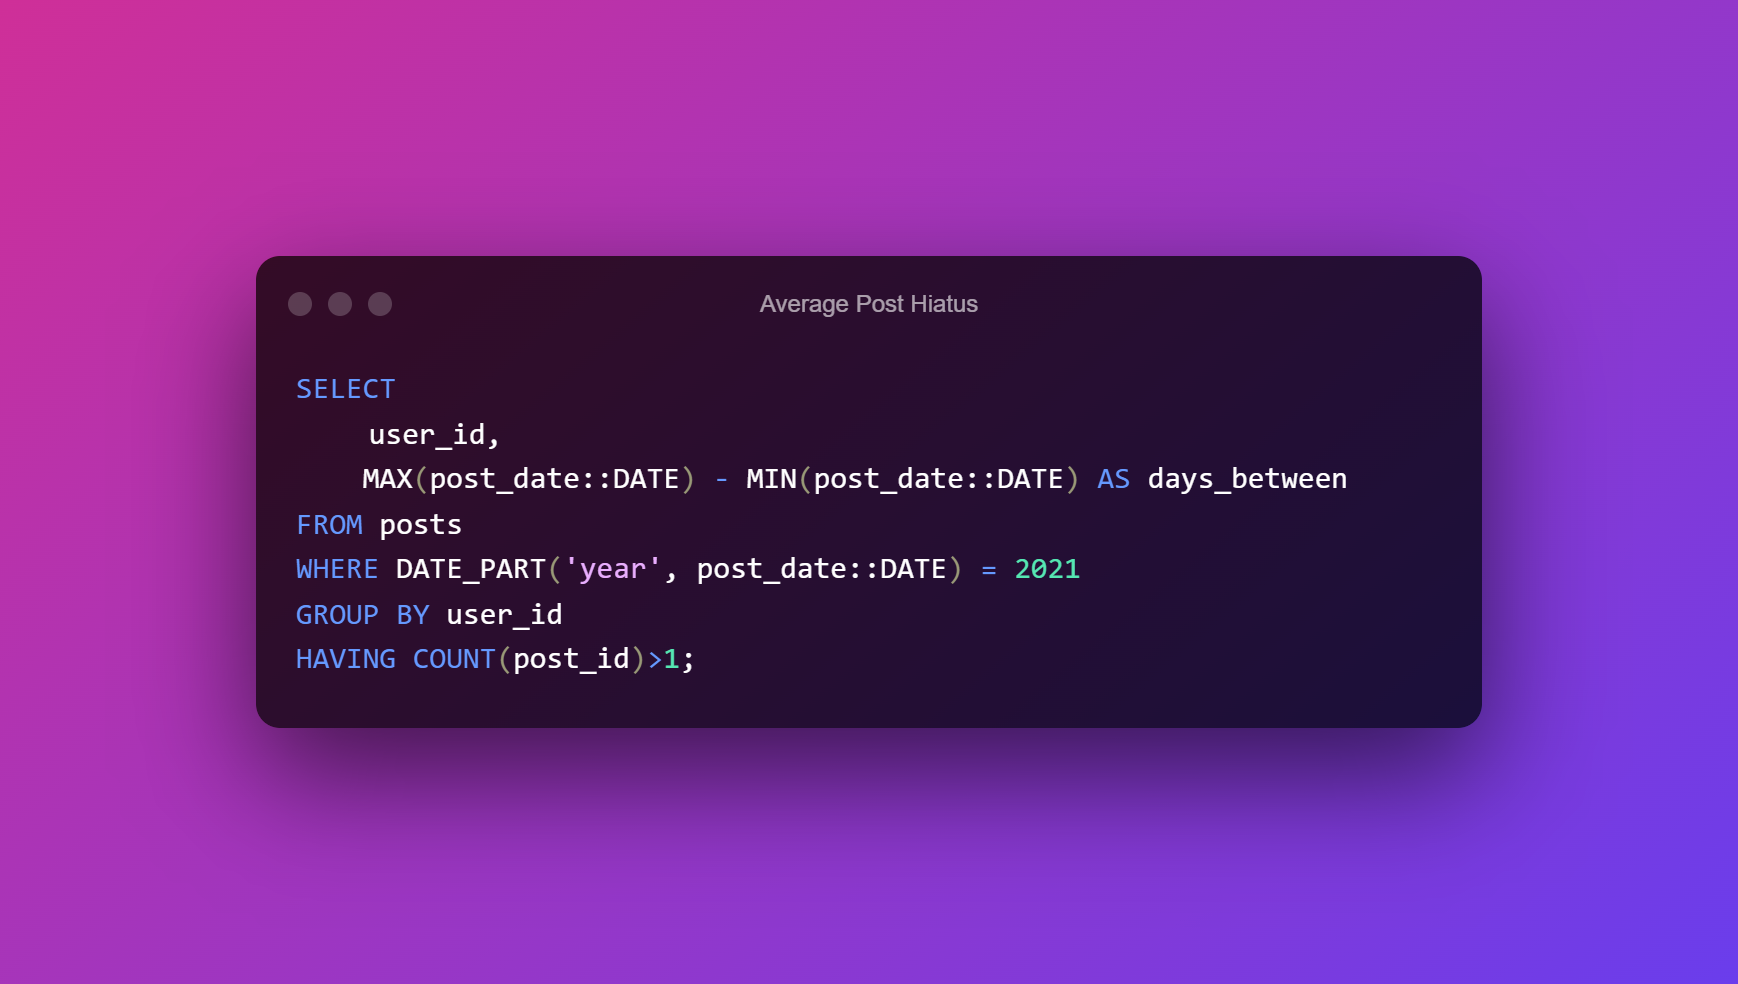 Average Post Hiatus
SELECT
user_id,
MAX(post_date::DATE) - MIN(post_date::DATE) AS days_between
FROM posts
WHERE DATE_PART('year', post_date::DATE) = 2021
GROUP BY user_id
HAVING COUNT(post_id)>1;